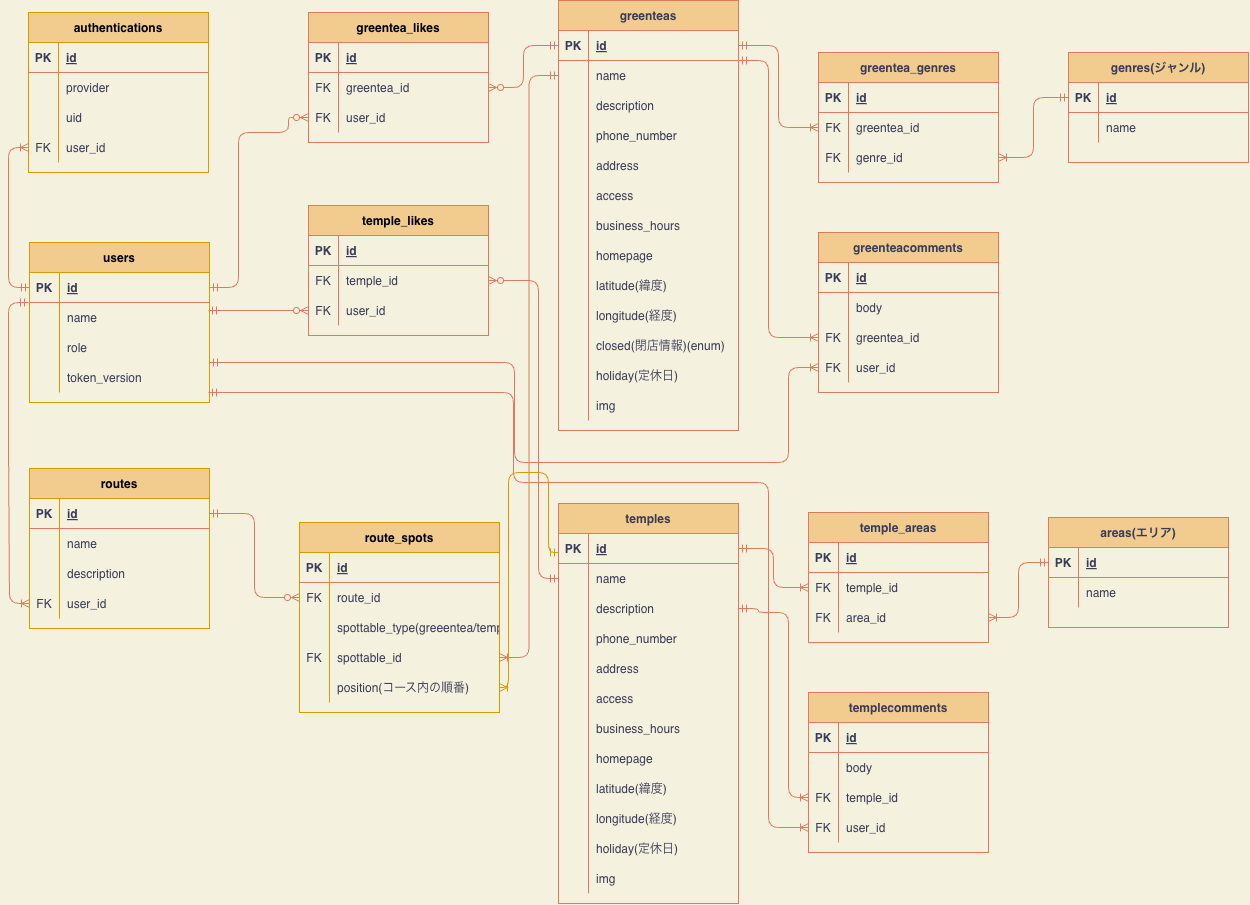 authentications
PK id
provider
uid
FK user_id
users
PK id
name
role
token_version
routes
PK id
name
description
FK user_id
greentea_likes
PK id
FK greentea_id
FK user_id
temple_likes
PK id
FK temple_id
FK user_id
route_spots
PK id
FK route_id
spottable_type(greeentea/temp
FK spottable_id
position(コース内の順番)
greenteas
PK id
name
description
phone_number
address
access
business_hours
homepage
latitude(緯度)
longitude(経度)
closed(閉店情報)(enum)
holiday(定休日)
img
temples
PK id
name
description
phone_number
address
access
business_hours
homepage
latitude(緯度)
longitude(経度)
holiday(定休日)
img
greentea_genres
PK id
FK greentea_id
FK genre_id
genres(ジャンル)
PK id
name
greenteacomments
PK id
body
FK greentea_id
FK user_id
temple_areas
PK id
FK temple_id
FK area_id
areas(エリア)
PK id
name
templecomments
PK id
body
FK temple_id
FK user_id